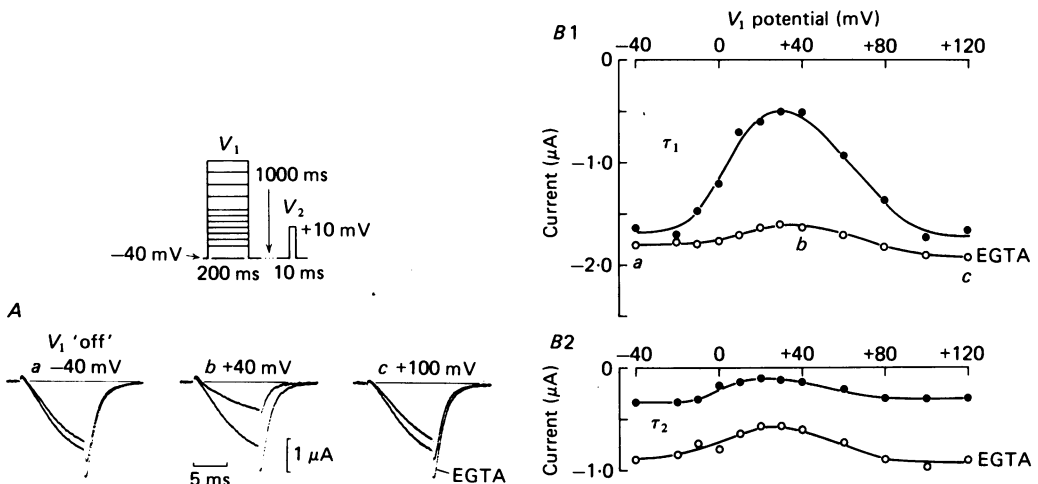 V₁
1000 ms
V₂
+10 mV
−40 mV
200 ms
10 ms
A
V₁ 'off'
a −40 mV
b +40 mV
c +100 mV
1 μA
5 ms
EGTA
B1
V₁ potential (mV)
−40 0 +40 +80 +120
0
−1·0
−2·0
Current (μA)
τ₁
a
b
c
EGTA
B2
−40 0 +40 +80 +120
0
−1·0
Current (μA)
τ₂
EGTA